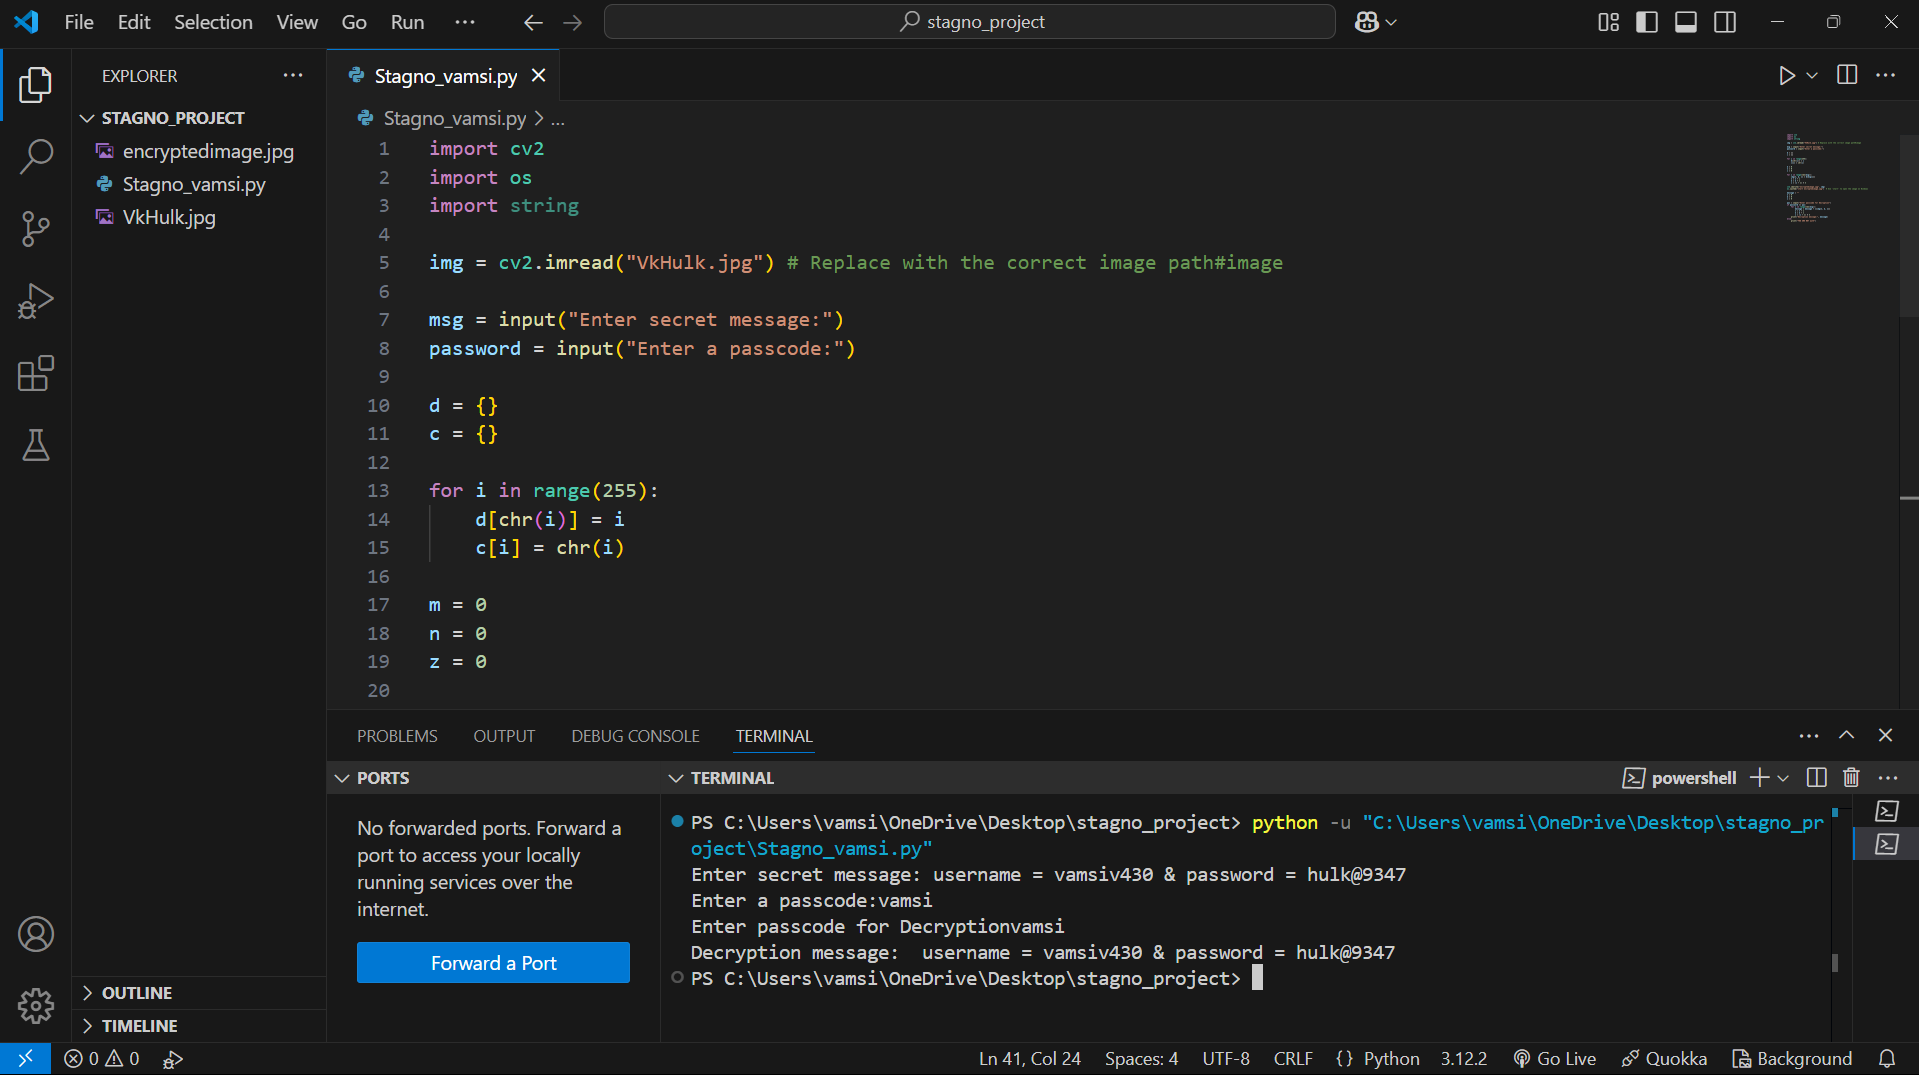 File Edit Selection View Go Run ··· stagno_project
EXPLORER ···
STAGNO_PROJECT
encryptedimage.jpg
Stagno_vamsi.py
VkHulk.jpg
OUTLINE
TIMELINE
Stagno_vamsi.py
Stagno_vamsi.py > ...
1 import cv2
2 import os
3 import string
4
5 img = cv2.imread("VkHulk.jpg") # Replace with the correct image path#image
6
7 msg = input("Enter secret message:")
8 password = input("Enter a passcode:")
9
10 d = {}
11 c = {}
12
13 for i in range(255):
14 d[chr(i)] = i
15 c[i] = chr(i)
16
17 m = 0
18 n = 0
19 z = 0
20
PROBLEMS OUTPUT DEBUG CONSOLE TERMINAL
PORTS
No forwarded ports. Forward a
port to access your locally
running services over the
internet.
Forward a Port
TERMINAL
powershell
PS C:\Users\vamsi\OneDrive\Desktop\stagno_project> python -u "C:\Users\vamsi\OneDrive\Desktop\stagno_pr
oject\Stagno_vamsi.py"
Enter secret message: username = vamsiv430 & password = hulk@9347
Enter a passcode:vamsi
Enter passcode for Decryptionvamsi
Decryption message:  username = vamsiv430 & password = hulk@9347
PS C:\Users\vamsi\OneDrive\Desktop\stagno_project>
0 0 Ln 41, Col 24 Spaces: 4 UTF-8 CRLF {} Python 3.12.2 Go Live Quokka Background